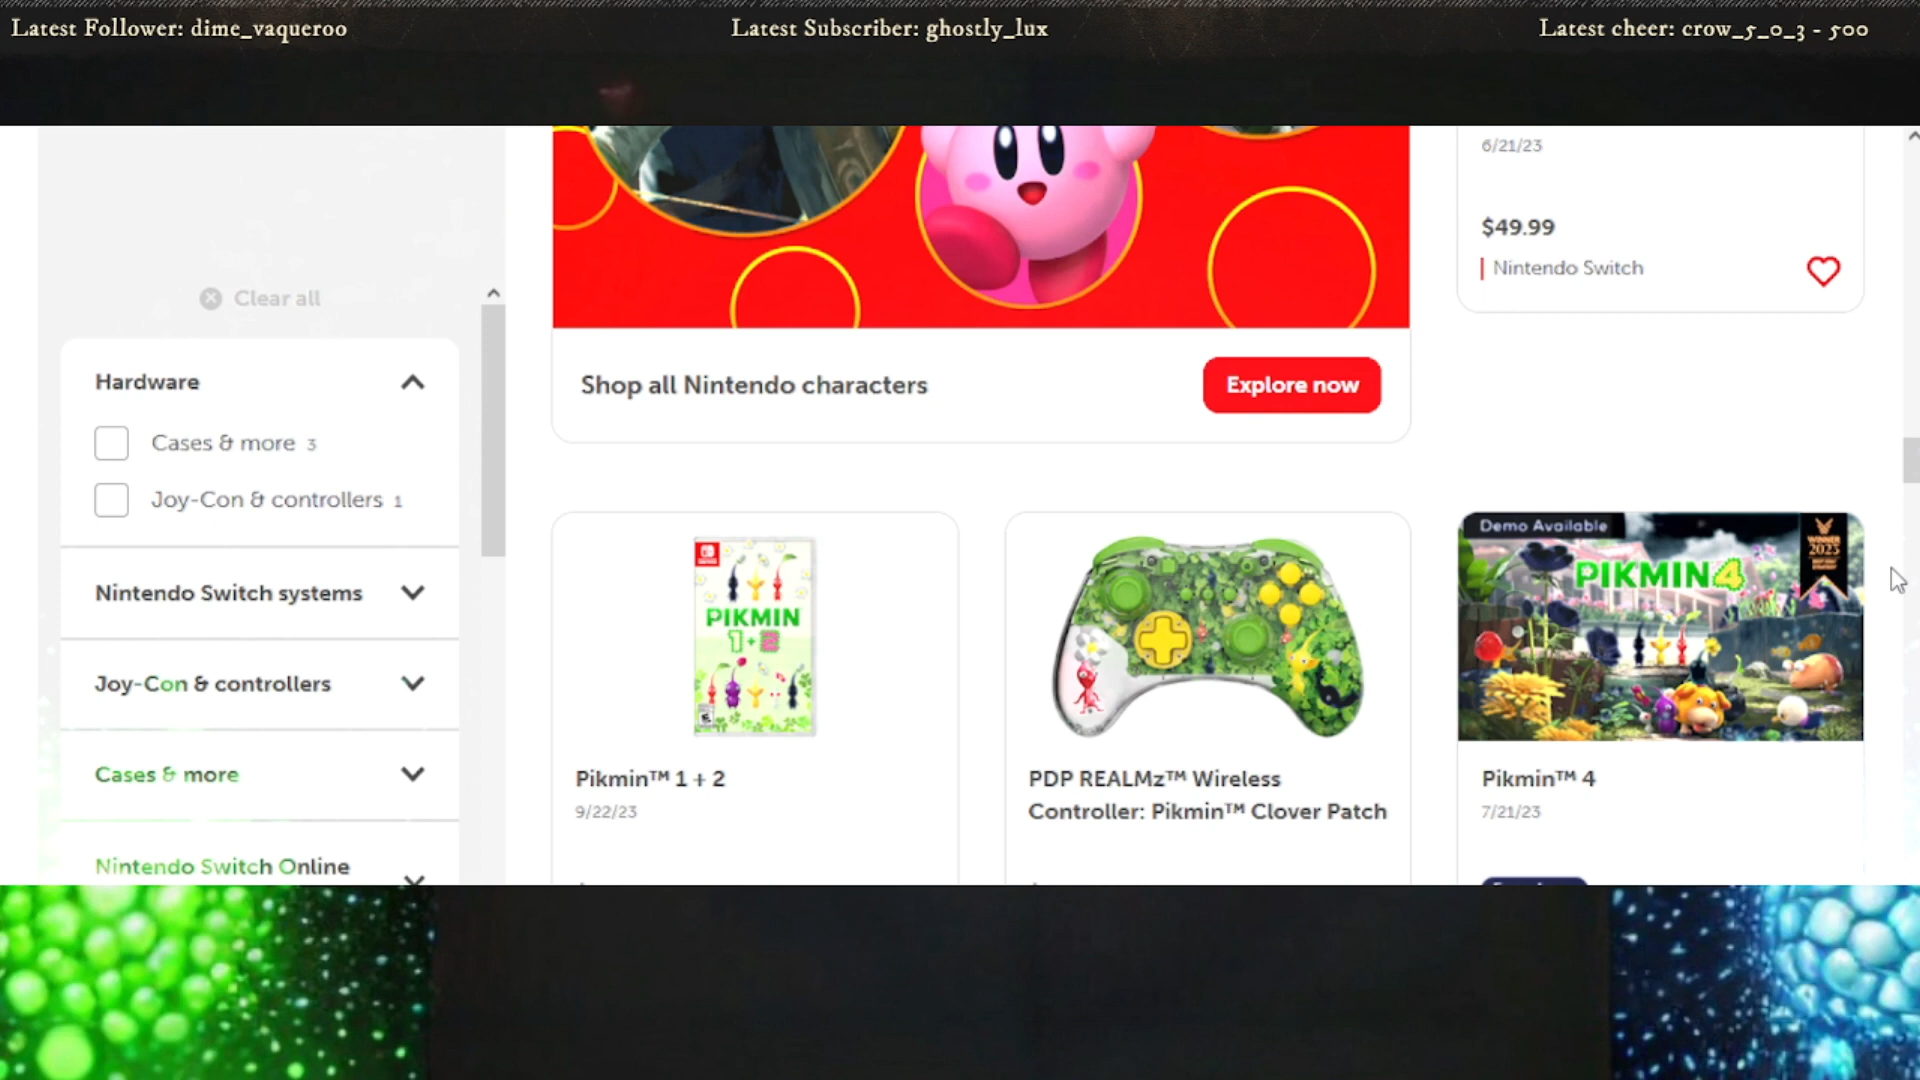 Latest Follower: dime_vaqueroo
Latest Subscriber: ghostly_lux
Latest cheer: crow_5_0_3 - 500
6/21/23
$49.99
Nintendo Switch
Clear all
Hardware
Cases & more 3
Joy-Con & controllers 1
Nintendo Switch systems
Joy-Con & controllers
Cases & more
Nintendo Switch Online
Shop all Nintendo characters
Explore now
PIKMIN
1+2
Pikmin™ 1 + 2
9/22/23
PDP REALMz™ Wireless
Controller: Pikmin™ Clover Patch
Demo Available
WINNER
2023
PIKMIN 4
Pikmin™ 4
7/21/23